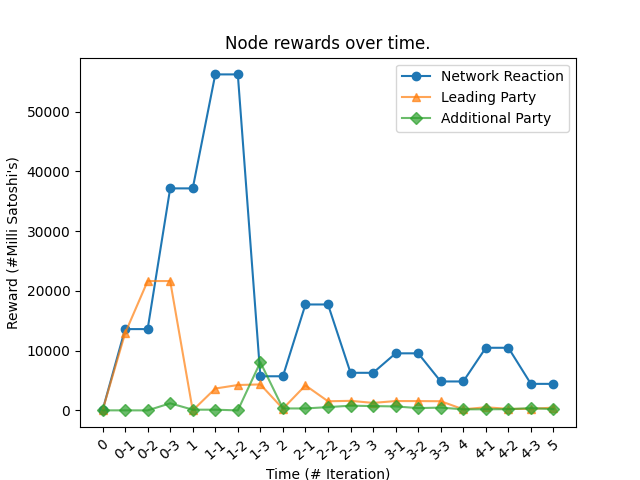 Node rewards over time.
Network Reaction
Leading Party
Additional Party
Reward (#Milli Satoshi's)
50000
40000
30000
20000
10000
0
0 0-1 0-2 0-3 1 1-1 1-2 1-3 2 2-1 2-2 2-3 3 3-1 3-2 3-3 4 4-1 4-2 4-3 5
Time (# Iteration)